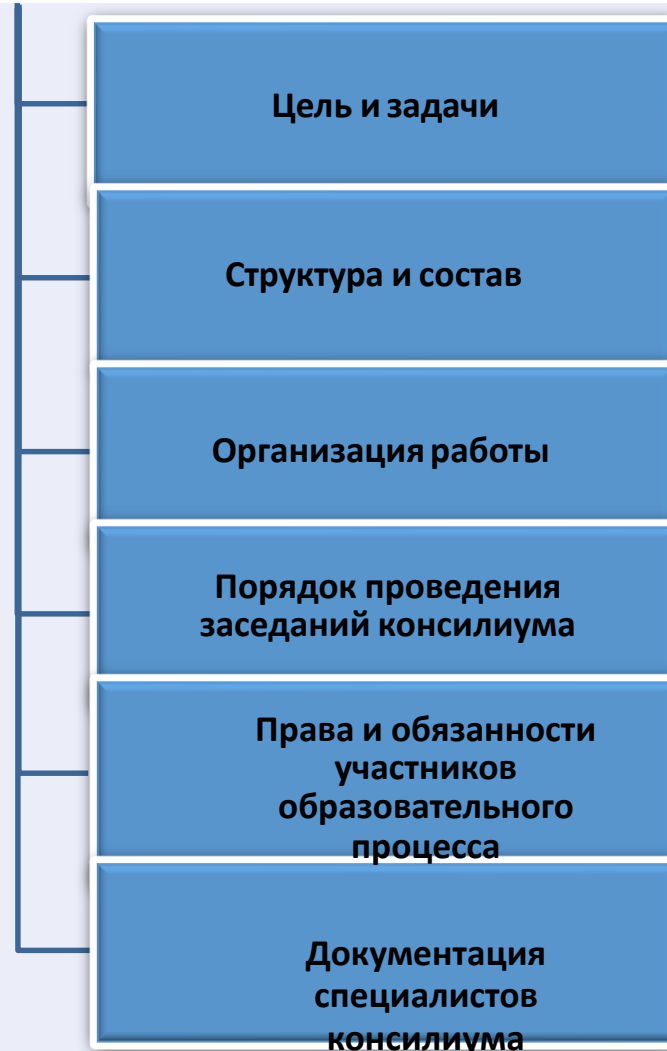 Цель и задачи
Структура и состав
Организация работы
Порядок проведения
заседаний консилиума
Права и обязанности
участников
образовательного
процесса
Документация
специалистов
консилиума